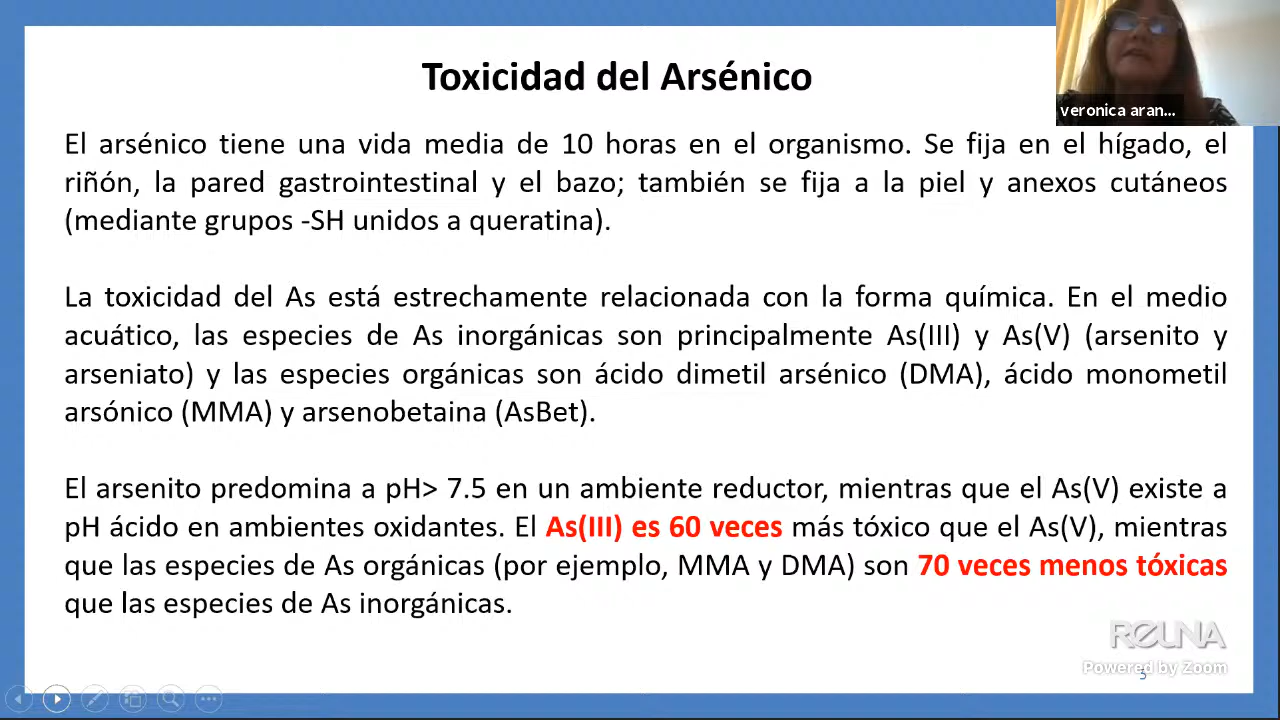 Toxicidad del Arsénico
veronica aran...
El arsénico tiene una vida media de 10 horas en el organismo. Se fija en el hígado, el
riñón, la pared gastrointestinal y el bazo; también se fija a la piel y anexos cutáneos
(mediante grupos -SH unidos a queratina).
La toxicidad del As está estrechamente relacionada con la forma química. En el medio
acuático, las especies de As inorgánicas son principalmente As(III) y As(V) (arsenito y
arseniato) y las especies orgánicas son ácido dimetil arsénico (DMA), ácido monometil
arsónico (MMA) y arsenobetaina (AsBet).
El arsenito predomina a pH> 7.5 en un ambiente reductor, mientras que el As(V) existe a
pH ácido en ambientes oxidantes. El As(III) es 60 veces más tóxico que el As(V), mientras
que las especies de As orgánicas (por ejemplo, MMA y DMA) son 70 veces menos tóxicas
que las especies de As inorgánicas.
REUNA
Powered by Zoom
5